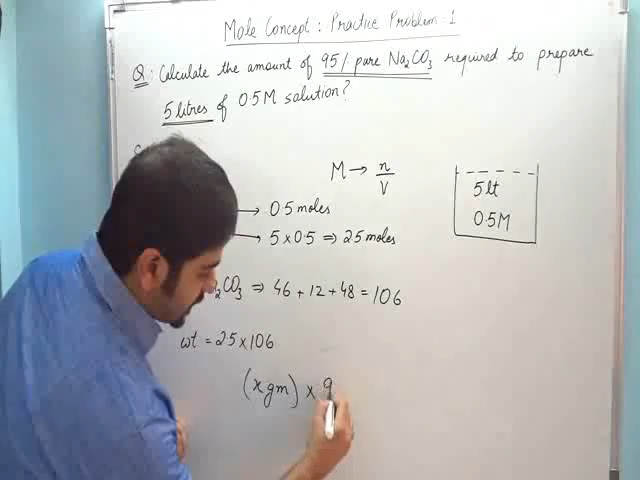 Mole Concept : Practice Problem-1
Q : Calculate the amount of 95% pure Na₂CO₃ required to prepare
5 litres of 0.5M solution?
M → n/V
→ 0.5 moles
→ 5 × 0.5 ⇒ 2.5 moles
5 lt
0.5M
CO₃ ⇒ 46 + 12 + 48 = 106
wt = 2.5 × 106
(x gm) × 9